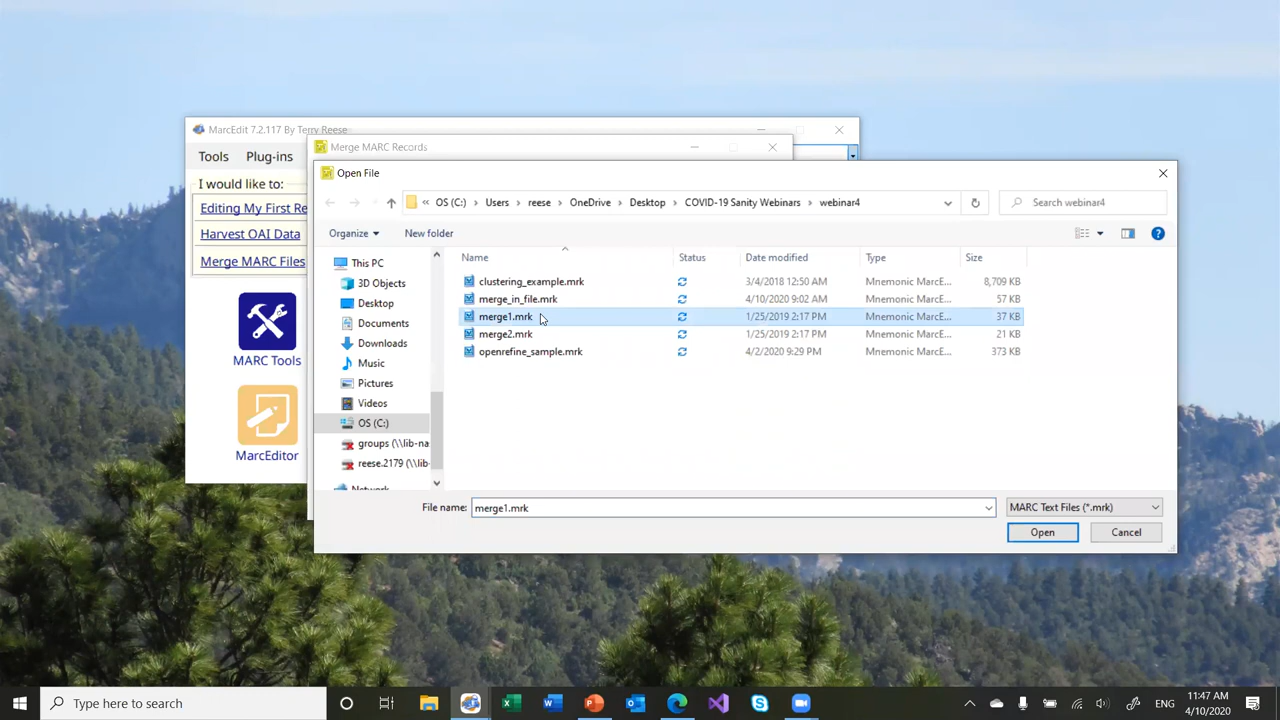 MarcEdit 7.2.117 By Terry Reese
Tools Plug-ins
I would like to:
Editing My First Re
Harvest OAI Data
Merge MARC Files
MARC Tools
MarcEditor
Merge MARC Records
Open File
« OS (C:) › Users › reese › OneDrive › Desktop › COVID-19 Sanity Webinars › webinar4
Search webinar4
Organize New folder
This PC
3D Objects
Desktop
Documents
Downloads
Music
Pictures
Videos
OS (C:)
groups (\\lib-na
reese.2179 (\\lib-
Network
Name Status Date modified Type Size
clustering_example.mrk 3/4/2018 12:50 AM Mnemonic MarcE... 8,709 KB
merge_in_file.mrk 4/10/2020 9:02 AM Mnemonic MarcE... 57 KB
merge1.mrk 1/25/2019 2:17 PM Mnemonic MarcE... 37 KB
merge2.mrk 1/25/2019 2:17 PM Mnemonic MarcE... 21 KB
openrefine_sample.mrk 4/2/2020 9:29 PM Mnemonic MarcE... 373 KB
File name: merge1.mrk MARC Text Files (*.mrk)
Open Cancel
Type here to search
ENG
11:47 AM
4/10/2020